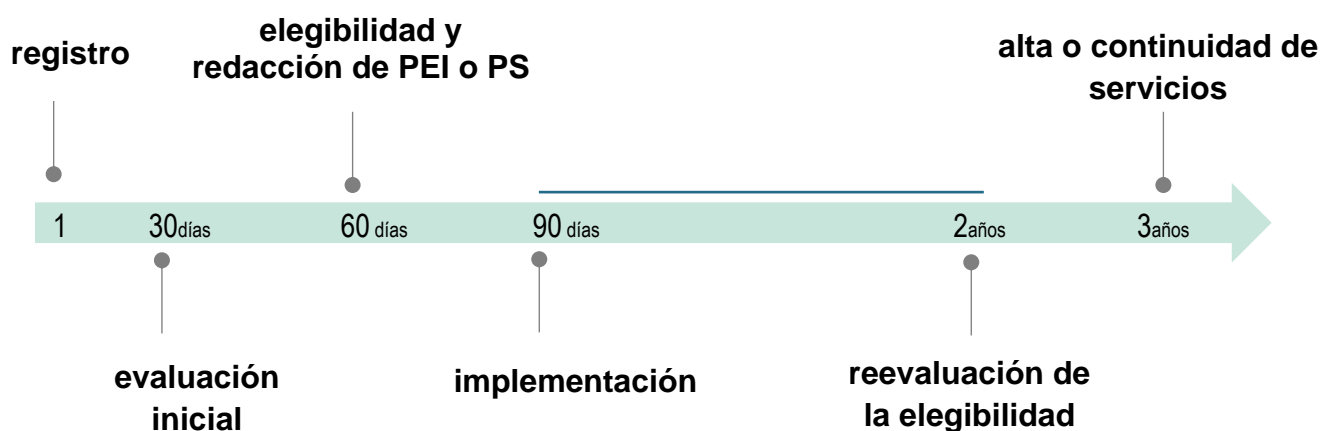 registro
elegibilidad y
redacción de PEI o PS
alta o continuidad de
servicios
1
30días
60 días
90 días
2años
3años
evaluación
inicial
implementación
reevaluación de
la elegibilidad